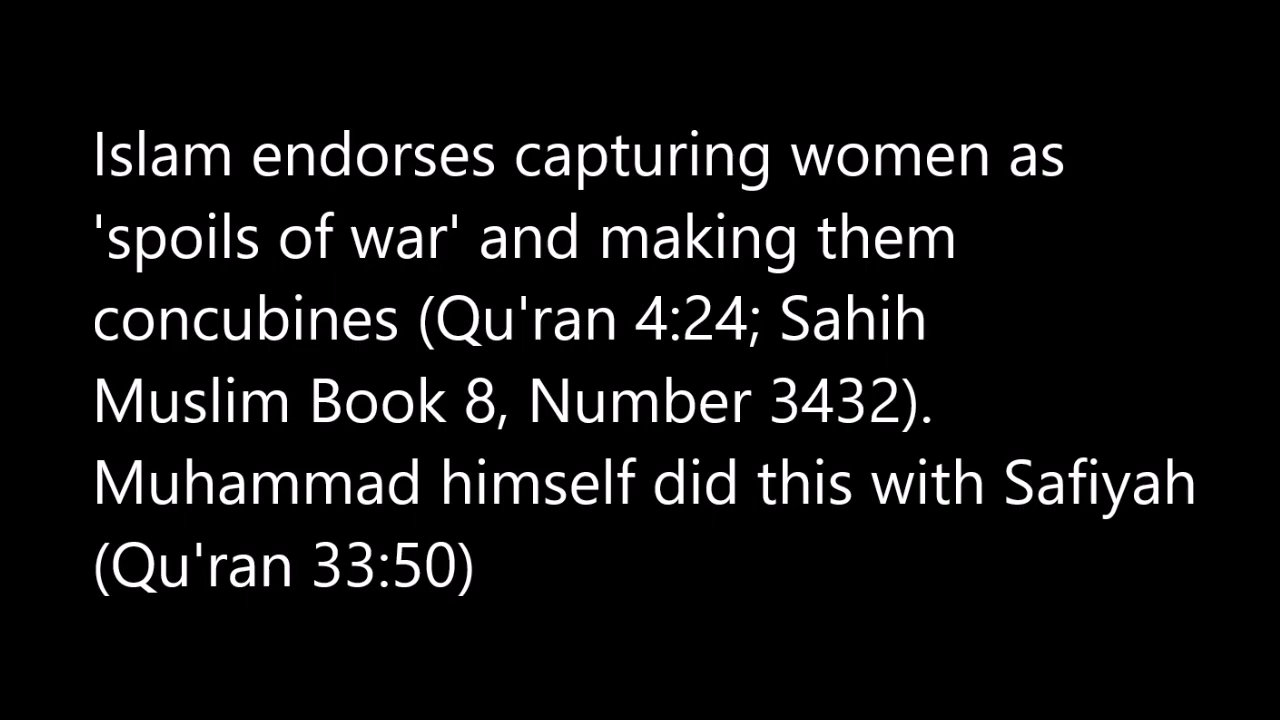 Islam endorses capturing women as
'spoils of war' and making them
concubines (Qu'ran 4:24; Sahih
Muslim Book 8, Number 3432).
Muhammad himself did this with Safiyah
(Qu'ran 33:50)